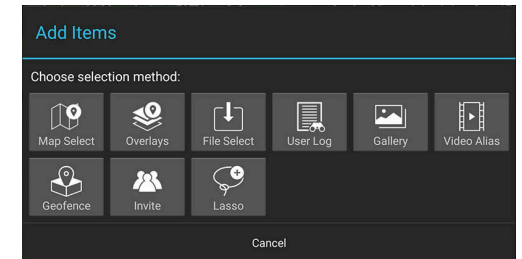 Add Items
Choose selection method:
Map Select Overlays File Select User Log Gallery Video Alias
Geofence Invite Lasso
Cancel